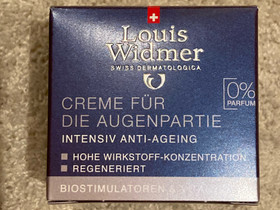 Louis
Widmer
SWISS DERMATOLOGICA
0%
PARFUM
CREME FÜR
DIE AUGENPARTIE
INTENSIV ANTI-AGEING
HOHE WIRKSTOFF-KONZENTRATION
REGENERIERT
BIOSTIMULATOREN &